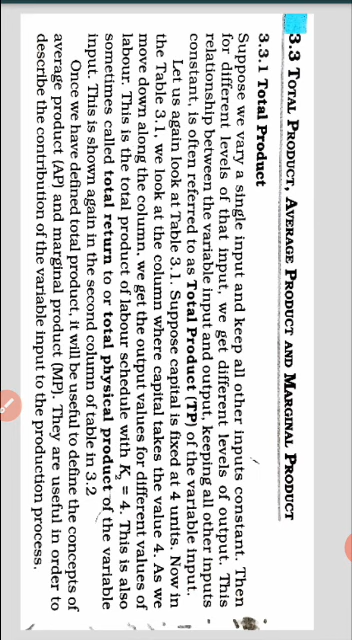 3.3 TOTAL PRODUCT, AVERAGE PRODUCT AND MARGINAL PRODUCT
3.3.1 Total Product
Suppose we vary a single input and keep all other inputs constant. Then
for different levels of that input, we get different levels of output. This
relationship between the variable input and output, keeping all other inputs
constant, is often referred to as Total Product (TP) of the variable input.
Let us again look at Table 3.1. Suppose capital is fixed at 4 units. Now in
the Table 3.1, we look at the column where capital takes the value 4. As we
move down along the column, we get the output values for different values of
labour. This is the total product of labour schedule with K₂ = 4. This is also
sometimes called total return to or total physical product of the variable
input. This is shown again in the second column of table in 3.2
Once we have defined total product, it will be useful to define the concepts of
average product (AP) and marginal product (MP). They are useful in order to
describe the contribution of the variable input to the production process.